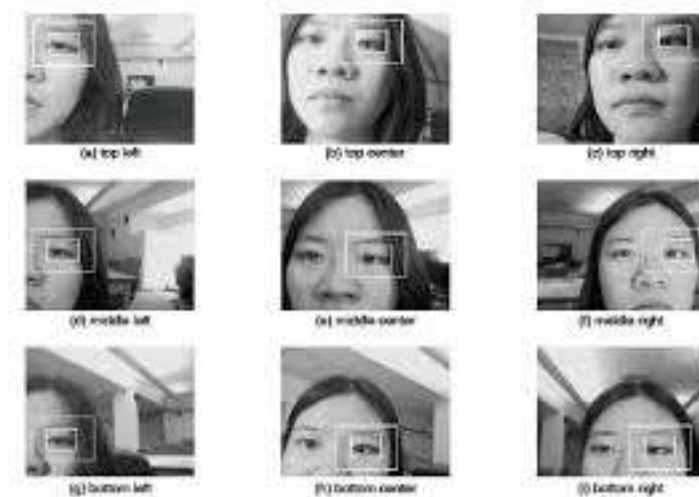 (a) top left
(b) top center
(c) top right
(d) middle left
(e) middle center
(f) middle right
(g) bottom left
(h) bottom center
(i) bottom right